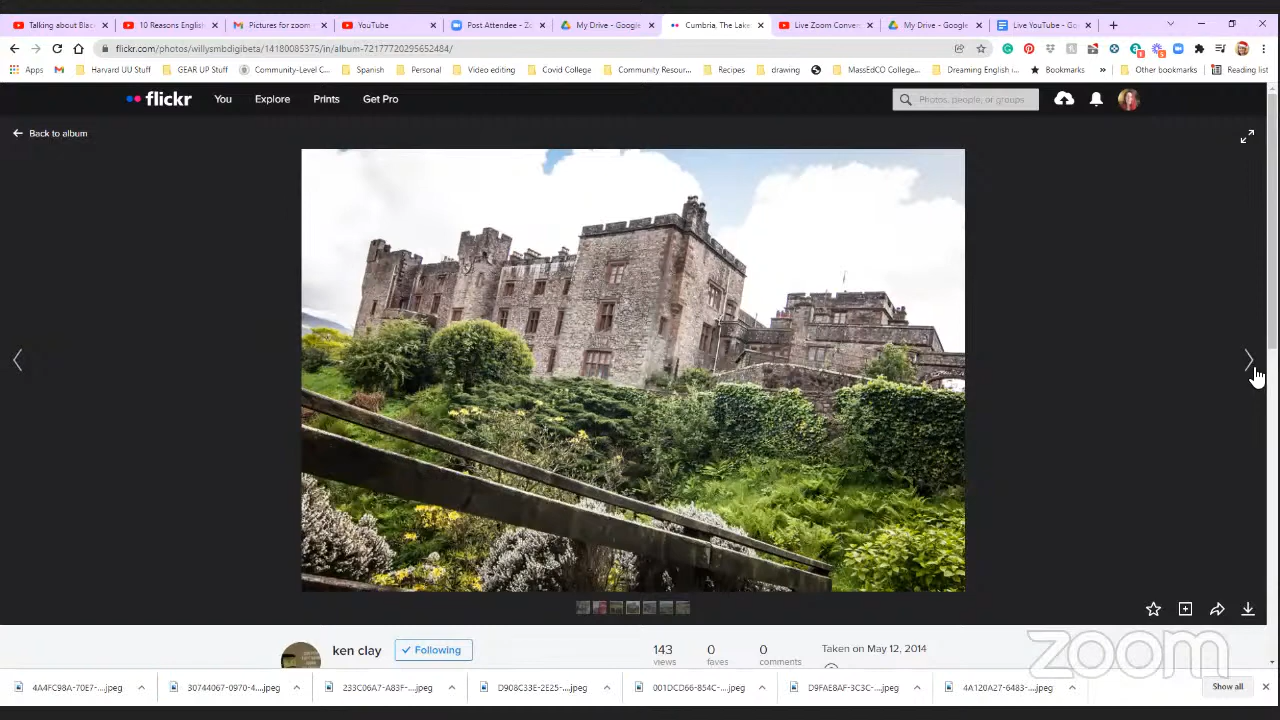 Talking about Blac
10 Reasons English
Pictures for zoom
YouTube
Post Attendee - Zo
My Drive - Google
Cumbria, The Lake
Live Zoom Conver
My Drive - Google
Live YouTube - Go
flickr.com/photos/willysmbdigibeta/14180085375/in/album-72177720295652484/
Apps
Harvard UU Stuff
GEAR UP Stuff
Community-Level C...
Spanish
Personal
Video editing
Covid College
Community Resour...
Recipes
drawing
MassEdCO College...
Dreaming English u...
Bookmarks
»
Other bookmarks
Reading list
flickr
You
Explore
Prints
Get Pro
Photos, people, or groups
Back to album
ken clay
Following
143
views
0
faves
0
comments
Taken on May 12, 2014
zoom
4A4FC98A-70E7-....jpeg
30744067-0970-4....jpeg
233C06A7-A83F-....jpeg
D908CC0E-2E25-....jpeg
001DCD66-854C-....jpeg
D9FAE8AF-3C3C-....jpeg
4A120A27-6483-....jpeg
Show all